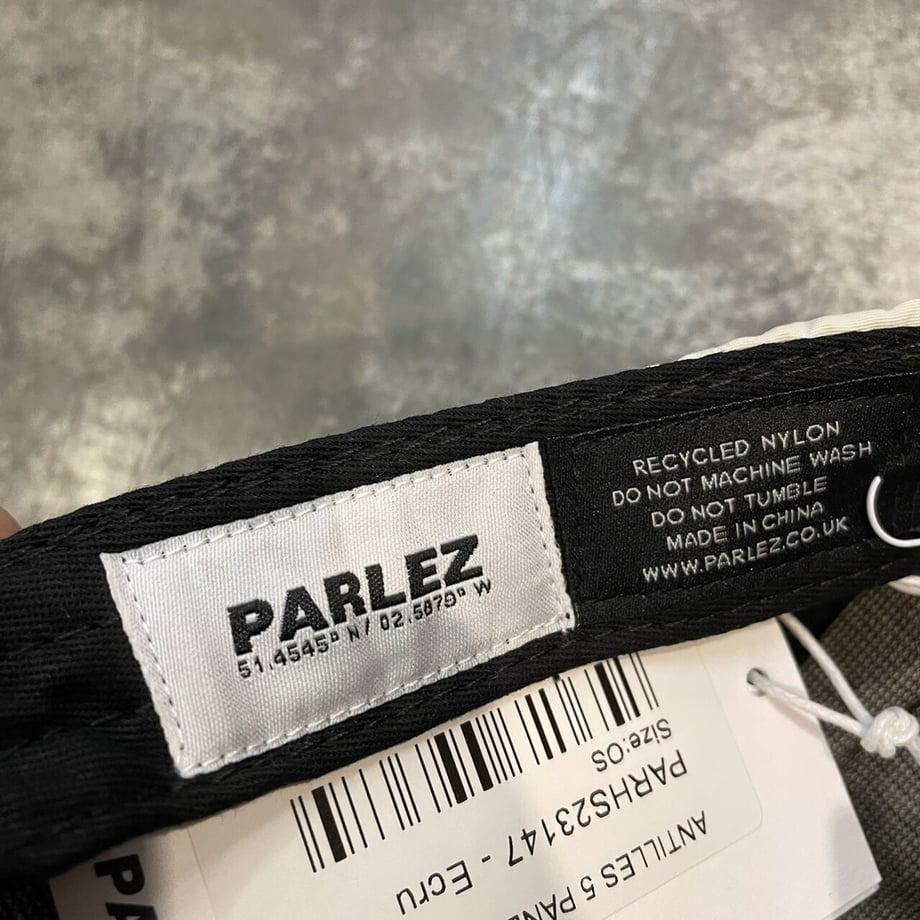 PARLEZ
51.4545° N / 02.5879° W
RECYCLED NYLON
DO NOT MACHINE WASH
DO NOT TUMBLE
MADE IN CHINA
WWW.PARLEZ.CO.UK
ANTILLES 5
PARHS23147 - Ecru
Size:OS